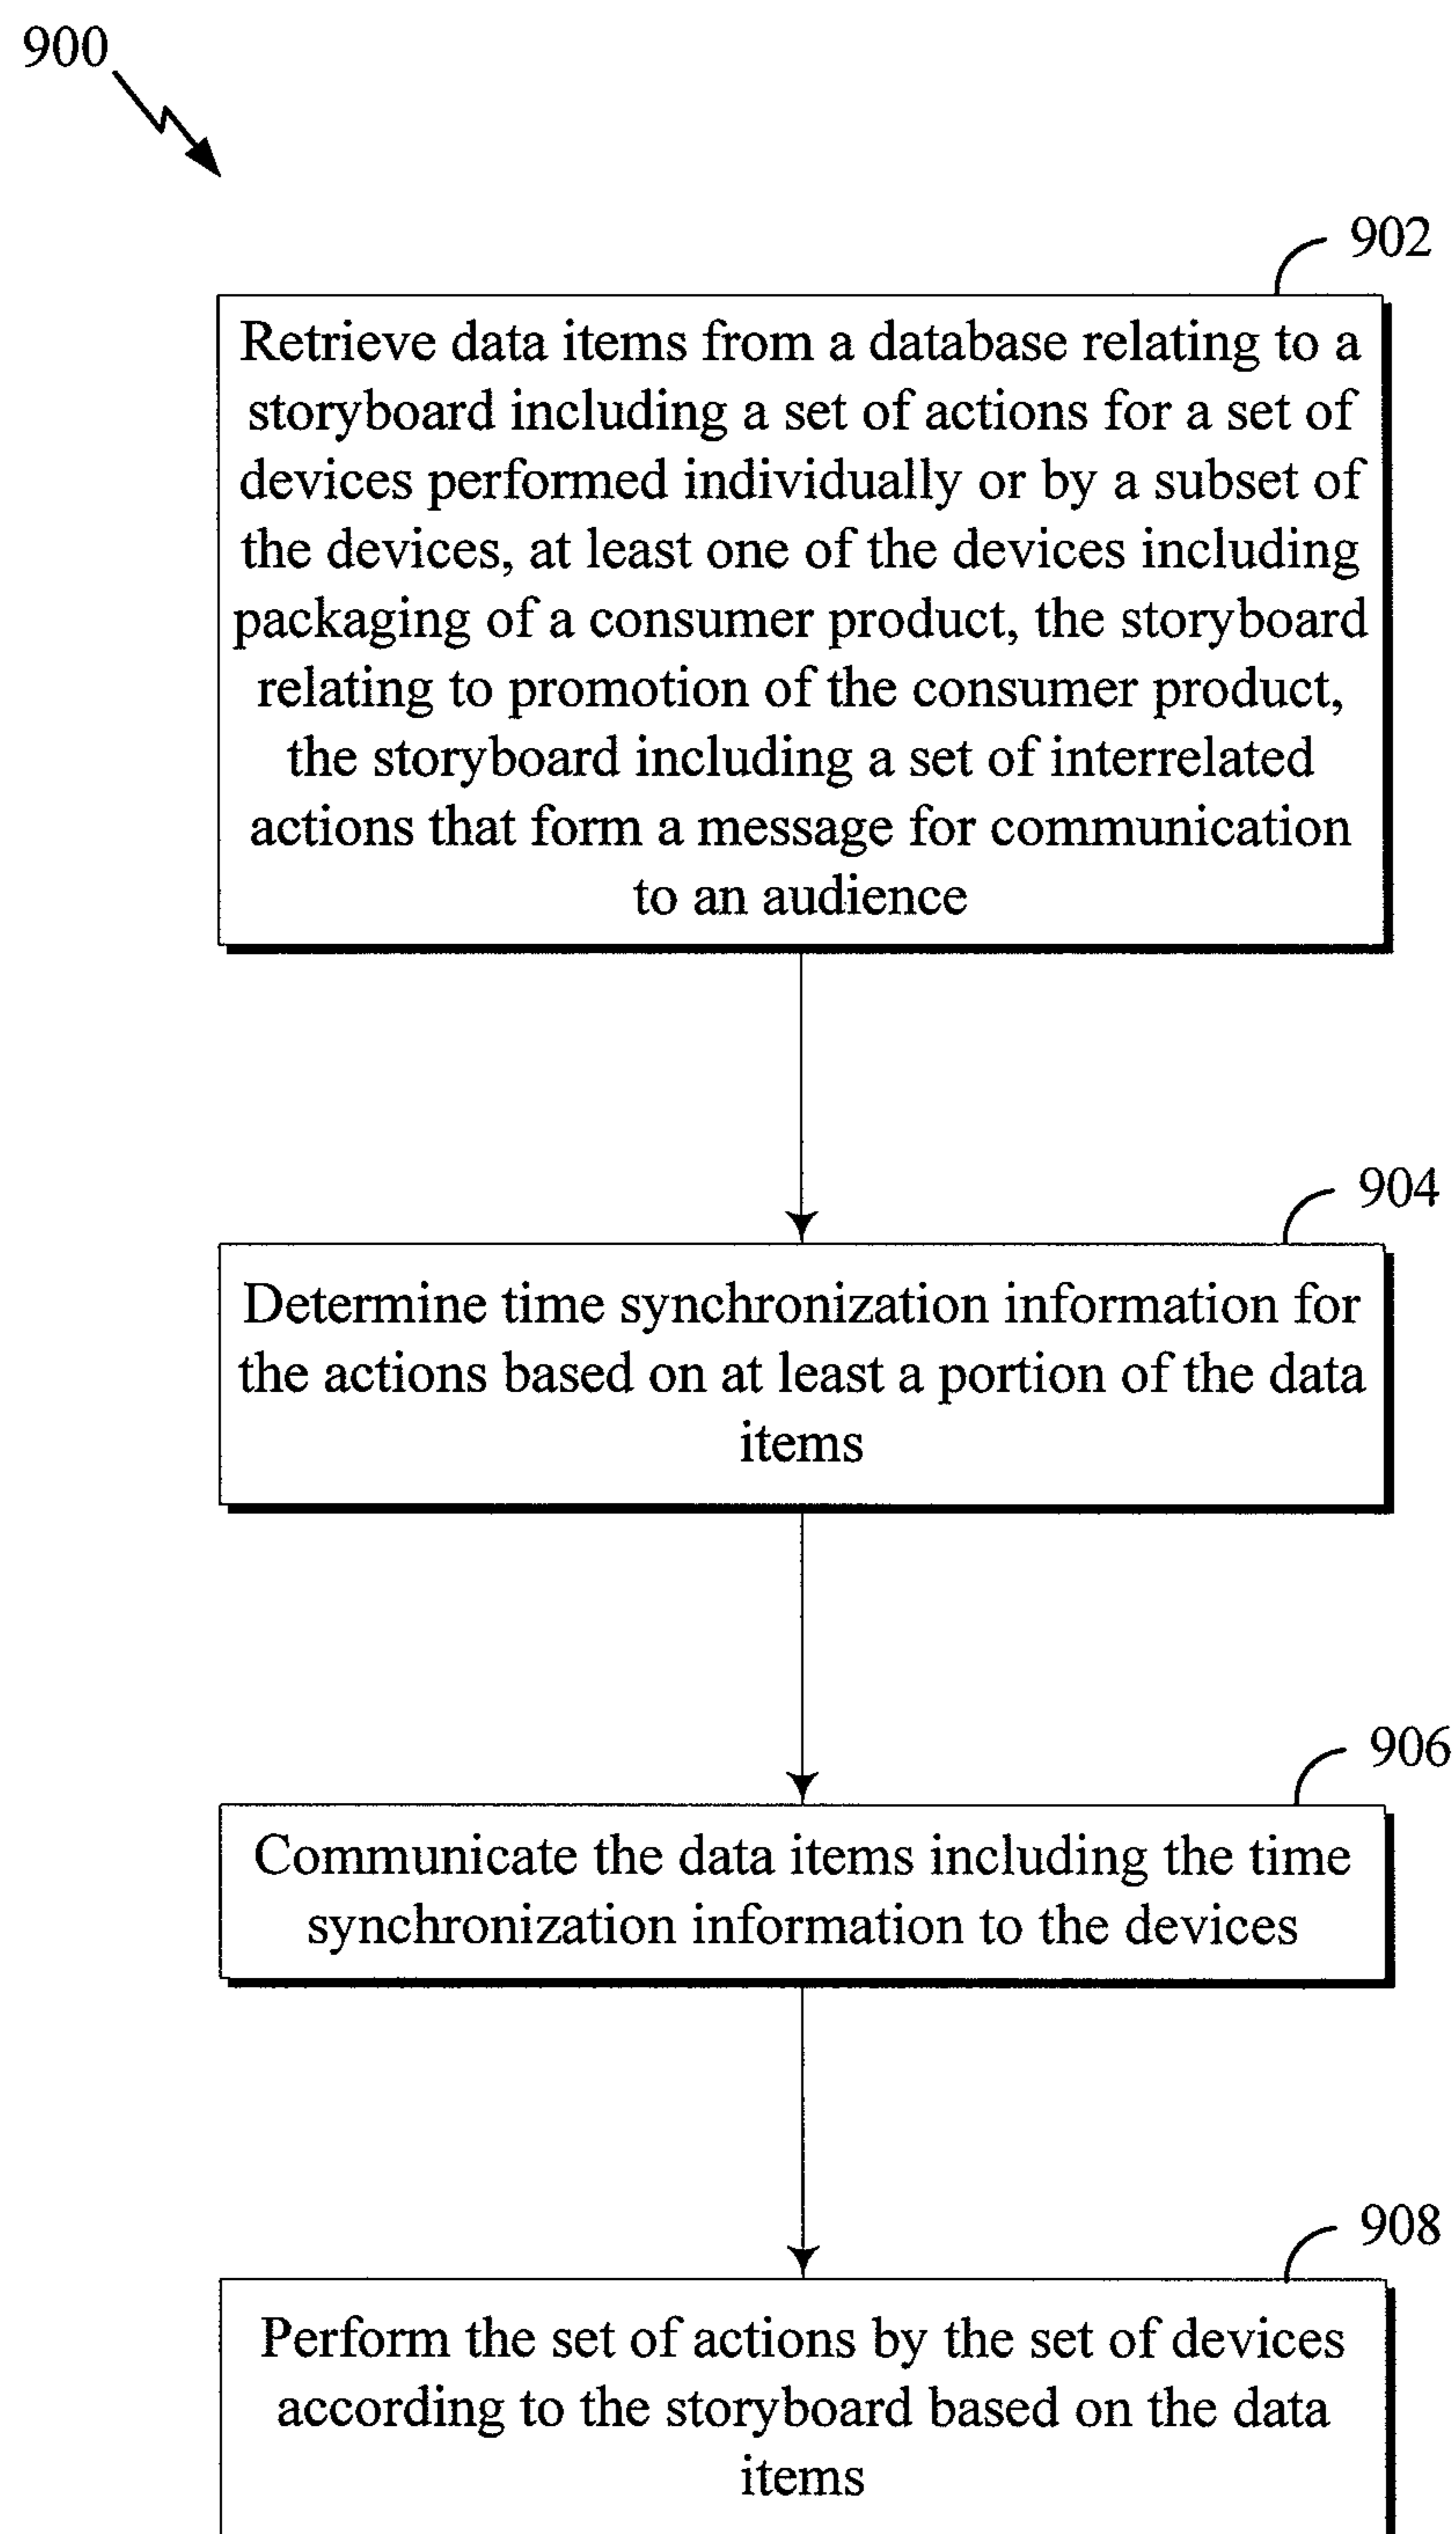 900
902
Retrieve data items from a database relating to a
storyboard including a set of actions for a set of
devices performed individually or by a subset of
the devices, at least one of the devices including
packaging of a consumer product, the storyboard
relating to promotion of the consumer product,
the storyboard including a set of interrelated
actions that form a message for communication
to an audience
904
Determine time synchronization information for
the actions based on at least a portion of the data
items
906
Communicate the data items including the time
synchronization information to the devices
908
Perform the set of actions by the set of devices
according to the storyboard based on the data
items